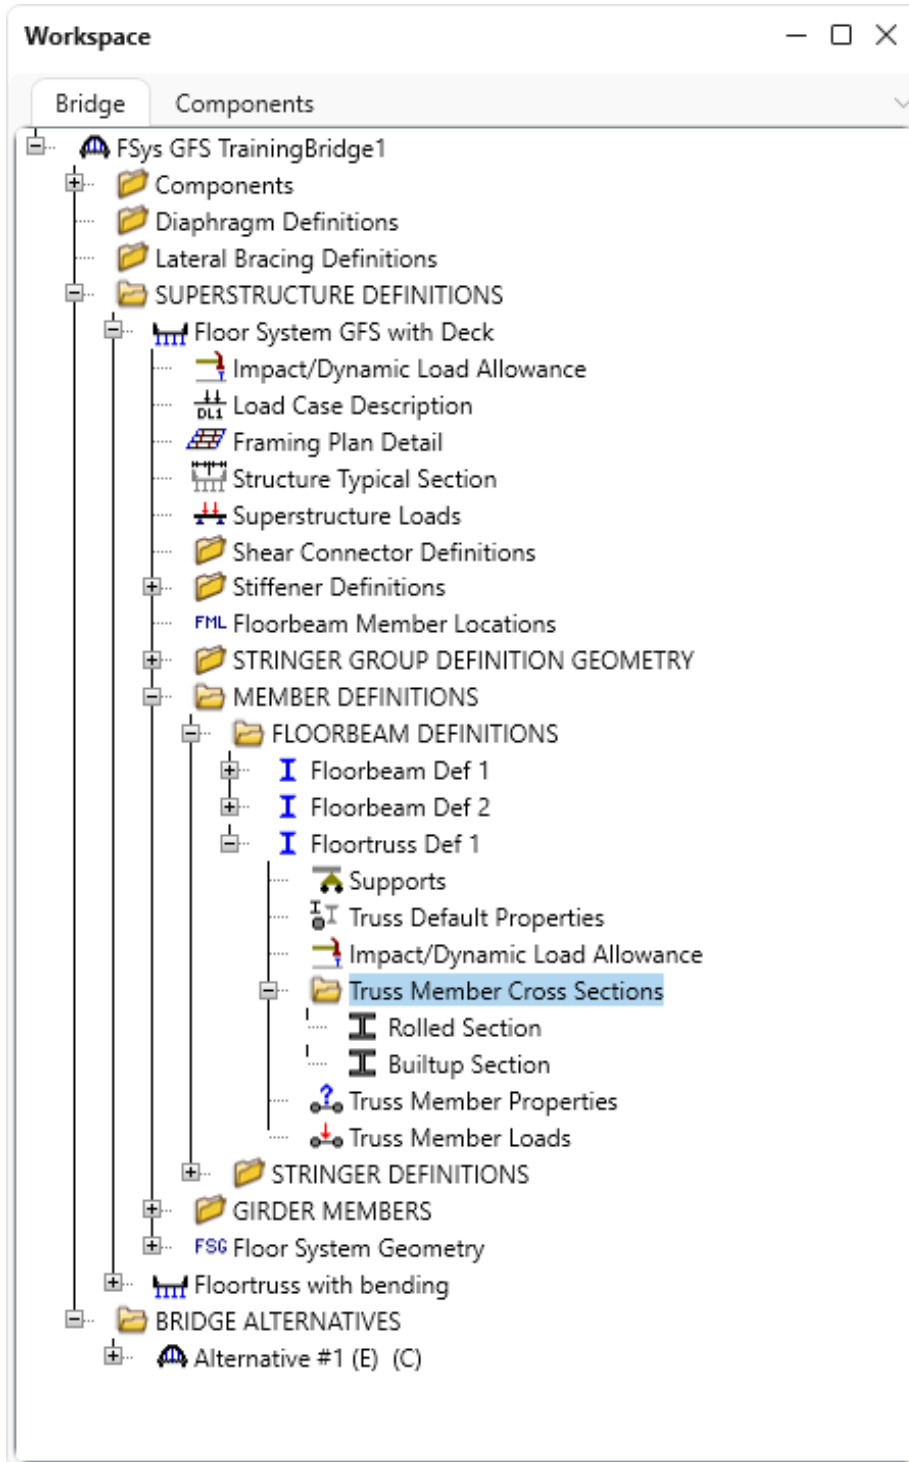 Workspace
Bridge Components
FSys GFS TrainingBridge1
Components
Diaphragm Definitions
Lateral Bracing Definitions
SUPERSTRUCTURE DEFINITIONS
Floor System GFS with Deck
Impact/Dynamic Load Allowance
DL1 Load Case Description
Framing Plan Detail
Structure Typical Section
Superstructure Loads
Shear Connector Definitions
Stiffener Definitions
FML Floorbeam Member Locations
STRINGER GROUP DEFINITION GEOMETRY
MEMBER DEFINITIONS
FLOORBEAM DEFINITIONS
Floorbeam Def 1
Floorbeam Def 2
Floortruss Def 1
Supports
Truss Default Properties
Impact/Dynamic Load Allowance
Truss Member Cross Sections
Rolled Section
Builtup Section
Truss Member Properties
Truss Member Loads
STRINGER DEFINITIONS
GIRDER MEMBERS
FSG Floor System Geometry
Floortruss with bending
BRIDGE ALTERNATIVES
Alternative #1 (E) (C)